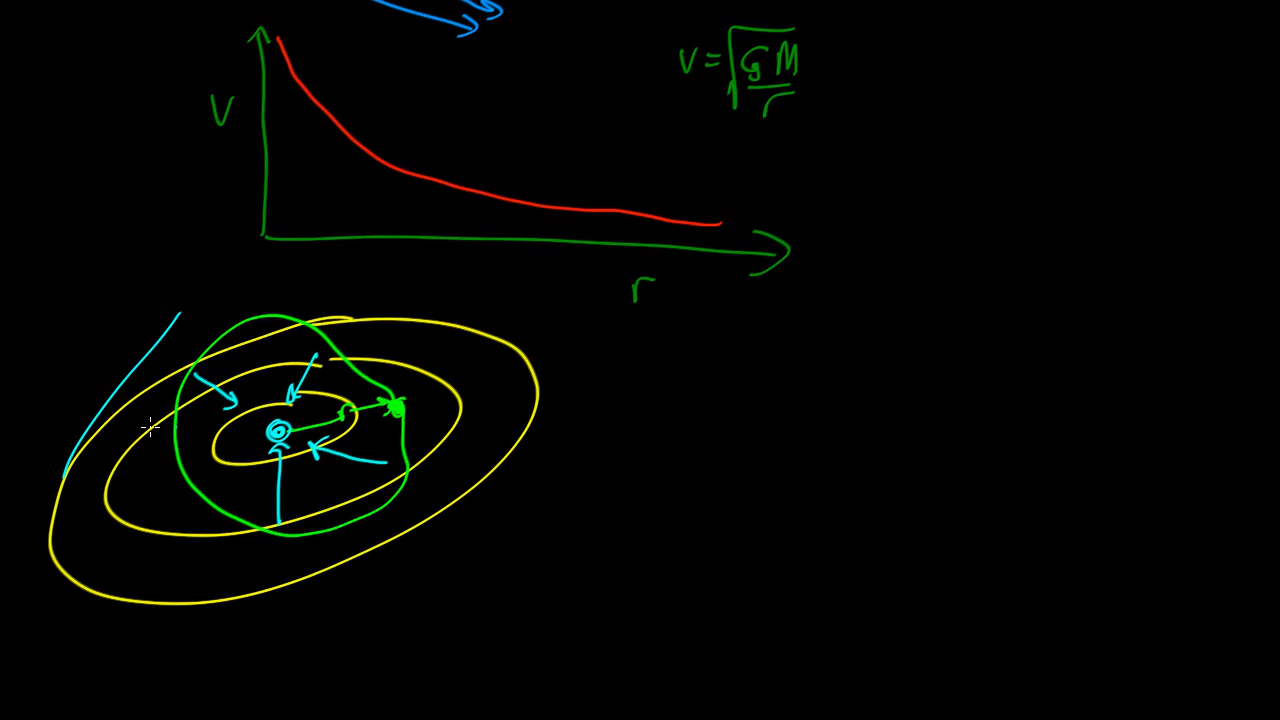 V
v = √(GM/r)
r